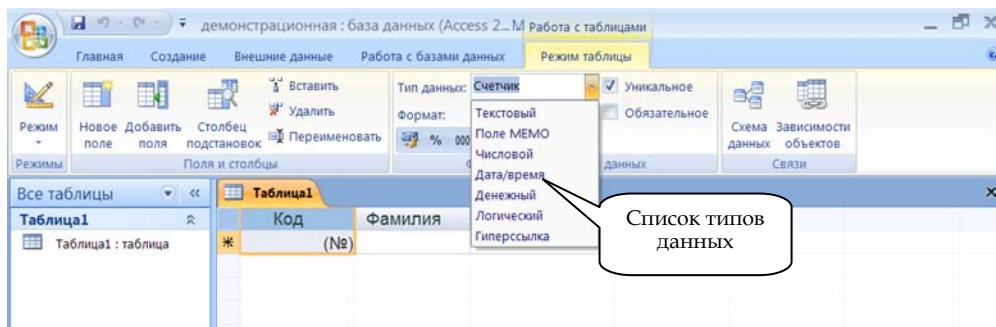 демонстрационная : база данных (Access 2... M
Работа с таблицами
Главная Создание Внешние данные Работа с базами данных Режим таблицы
Режим
Новое поле
Добавить поля
Столбец подстановок
Вставить
Удалить
Переименовать
Тип данных: Счетчик
Формат:
% 000
Уникальное
Обязательное
Схема данных
Зависимости объектов
Режимы Поля и столбцы данных Связи
Текстовый
Поле МЕМО
Числовой
Дата/время
Денежный
Логический
Гиперссылка
Список типов
данных
Все таблицы
Таблица1
Таблица1 : таблица
Таблица1
Код Фамилия
(№)